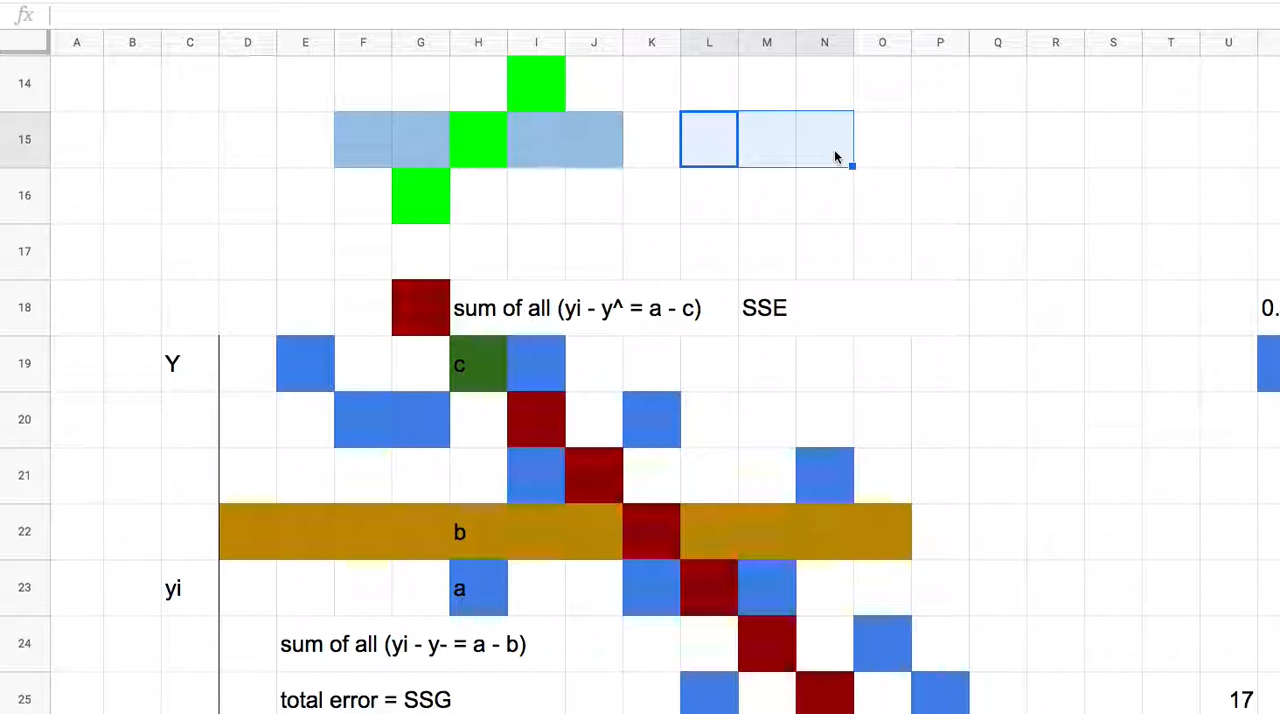 fx
A B C D E F G H I J K L M N O P Q R S T U
14
15
16
17
18 sum of all (yi - y^ = a - c) SSE 0.
19 Y c
20
21
22 b
23 yi a
24 sum of all (yi - y- = a - b)
25 total error = SSG 17